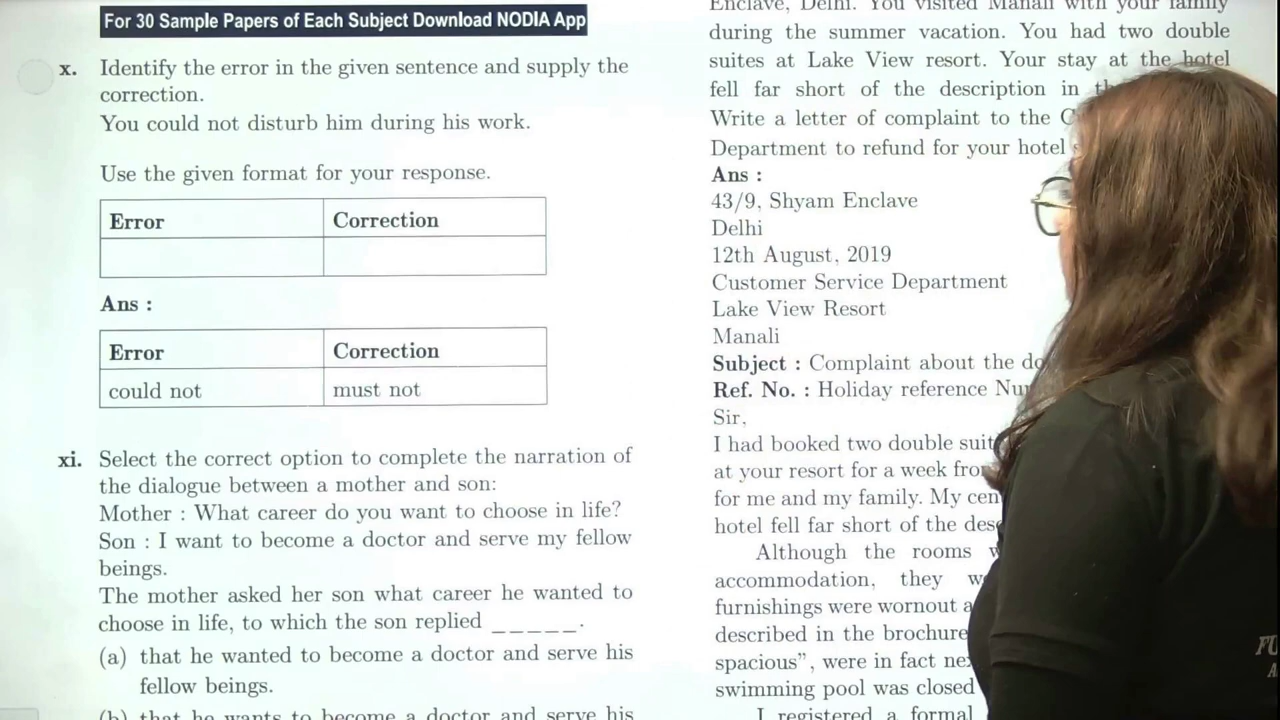 For 30 Sample Papers of Each Subject Download NODIA App
x. Identify the error in the given sentence and supply the
correction.
You could not disturb him during his work.
Use the given format for your response.
Error Correction
Ans :
Error Correction
could not must not
xi. Select the correct option to complete the narration of
the dialogue between a mother and son:
Mother : What career do you want to choose in life?
Son : I want to become a doctor and serve my fellow
beings.
The mother asked her son what career he wanted to
choose in life, to which the son replied _____.
(a) that he wanted to become a doctor and serve his
fellow beings.
(b) that he wants to become a doctor and serve his
Enclave, Delhi. You visited Manali with your family
during the summer vacation. You had two double
suites at Lake View resort. Your stay at the hotel
fell far short of the description in
Write a letter of complaint to the
Department to refund for your hotel
Ans :
43/9, Shyam Enclave
Delhi
12th August, 2019
Customer Service Department
Lake View Resort
Manali
Subject : Complaint about the
Ref. No. : Holiday reference
Sir,
I had booked two double
at your resort for a week
for me and my family. My
hotel fell far short of the
Although the rooms
accommodation, they
furnishings were wornout
described in the brochure
spacious”, were in fact
swimming pool was closed
I registered a formal